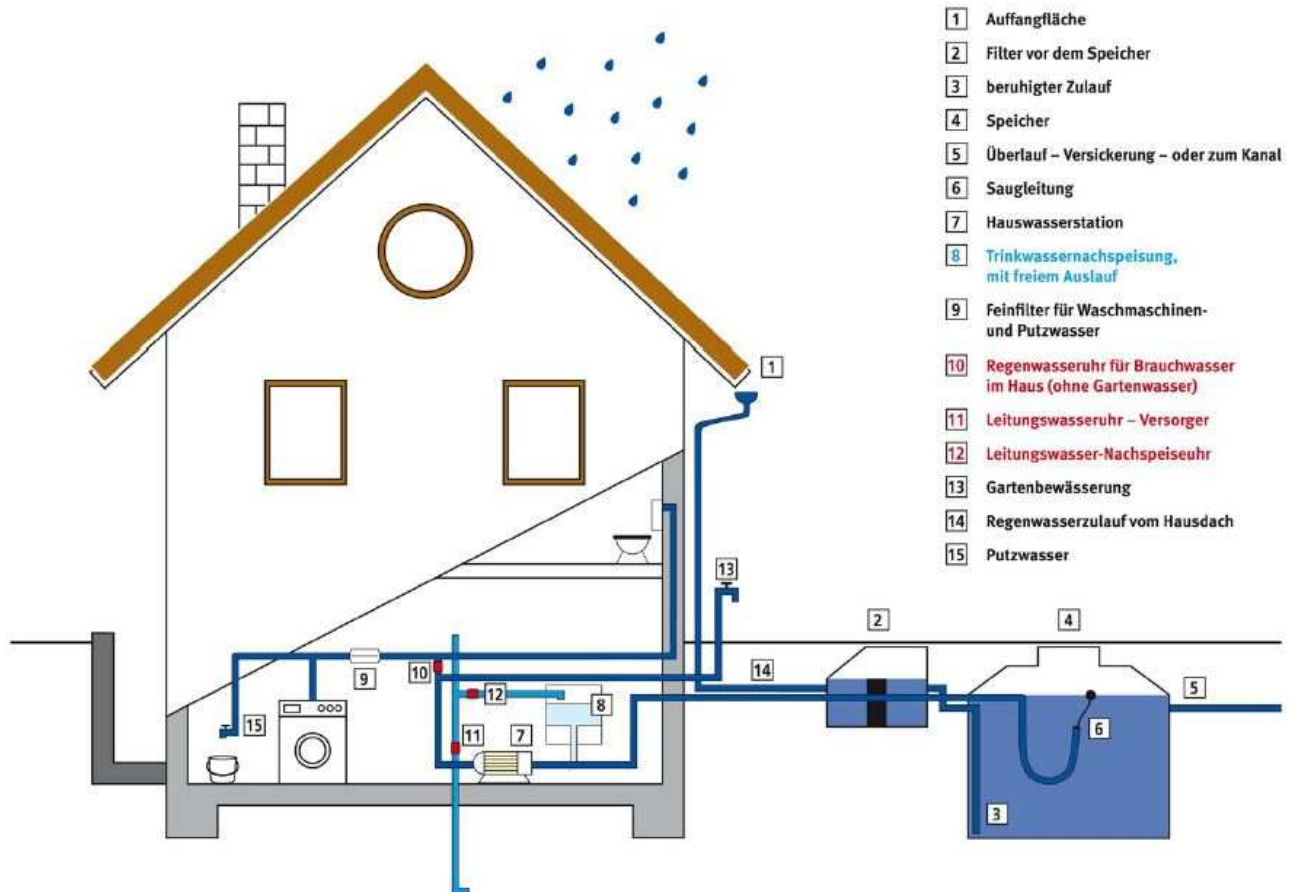 1 Auffangfläche
2 Filter vor dem Speicher
3 beruhigter Zulauf
4 Speicher
5 Überlauf – Versickerung – oder zum Kanal
6 Saugleitung
7 Hauswasserstation
8 Trinkwassernachspeisung,
mit freiem Auslauf
9 Feinfilter für Waschmaschinen-
und Putzwasser
10 Regenwasseruhr für Brauchwasser
im Haus (ohne Gartenwasser)
11 Leitungswasseruhr – Versorger
12 Leitungswasser-Nachspeiseuhr
13 Gartenbewässerung
14 Regenwasserzulauf vom Hausdach
15 Putzwasser
1
13
2
4
9
10
14
5
12
8
15
11
7
6
3